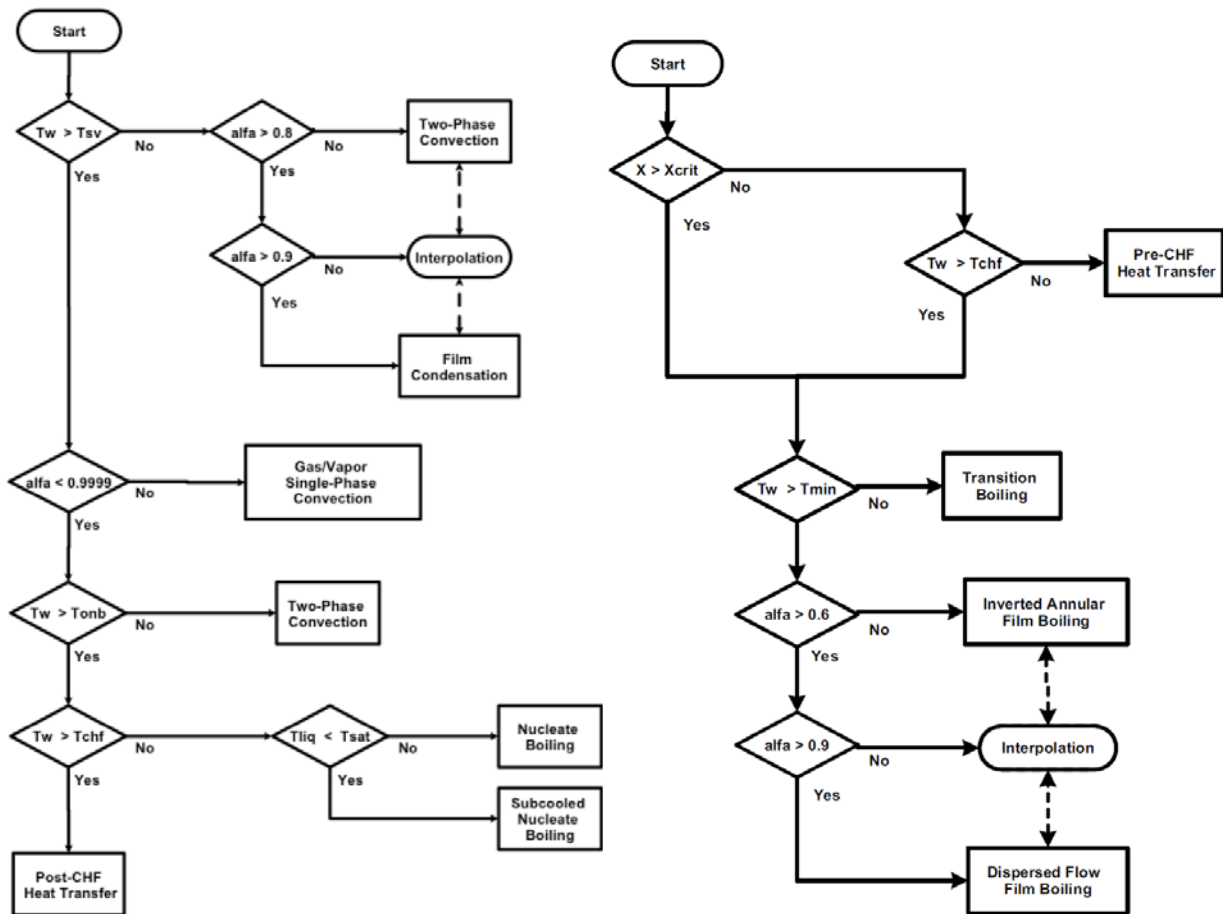 Start
Tw > Tsv
No
Yes
alfa > 0.8
No
Yes
Two-Phase
Convection
alfa > 0.9
No
Yes
Interpolation
Film
Condensation
alfa < 0.9999
No
Yes
Gas/Vapor
Single-Phase
Convection
Tw > Tonb
No
Yes
Two-Phase
Convection
Tw > Tchf
No
Yes
Tliq < Tsat
No
Yes
Nucleate
Boiling
Subcooled
Nucleate
Boiling
Post-CHF
Heat Transfer
Start
X > Xcrit
No
Yes
Tw > Tchf
No
Yes
Pre-CHF
Heat Transfer
Tw > Tmin
No
Transition
Boiling
alfa > 0.6
No
Yes
Inverted Annular
Film Boiling
alfa > 0.9
No
Yes
Interpolation
Dispersed Flow
Film Boiling